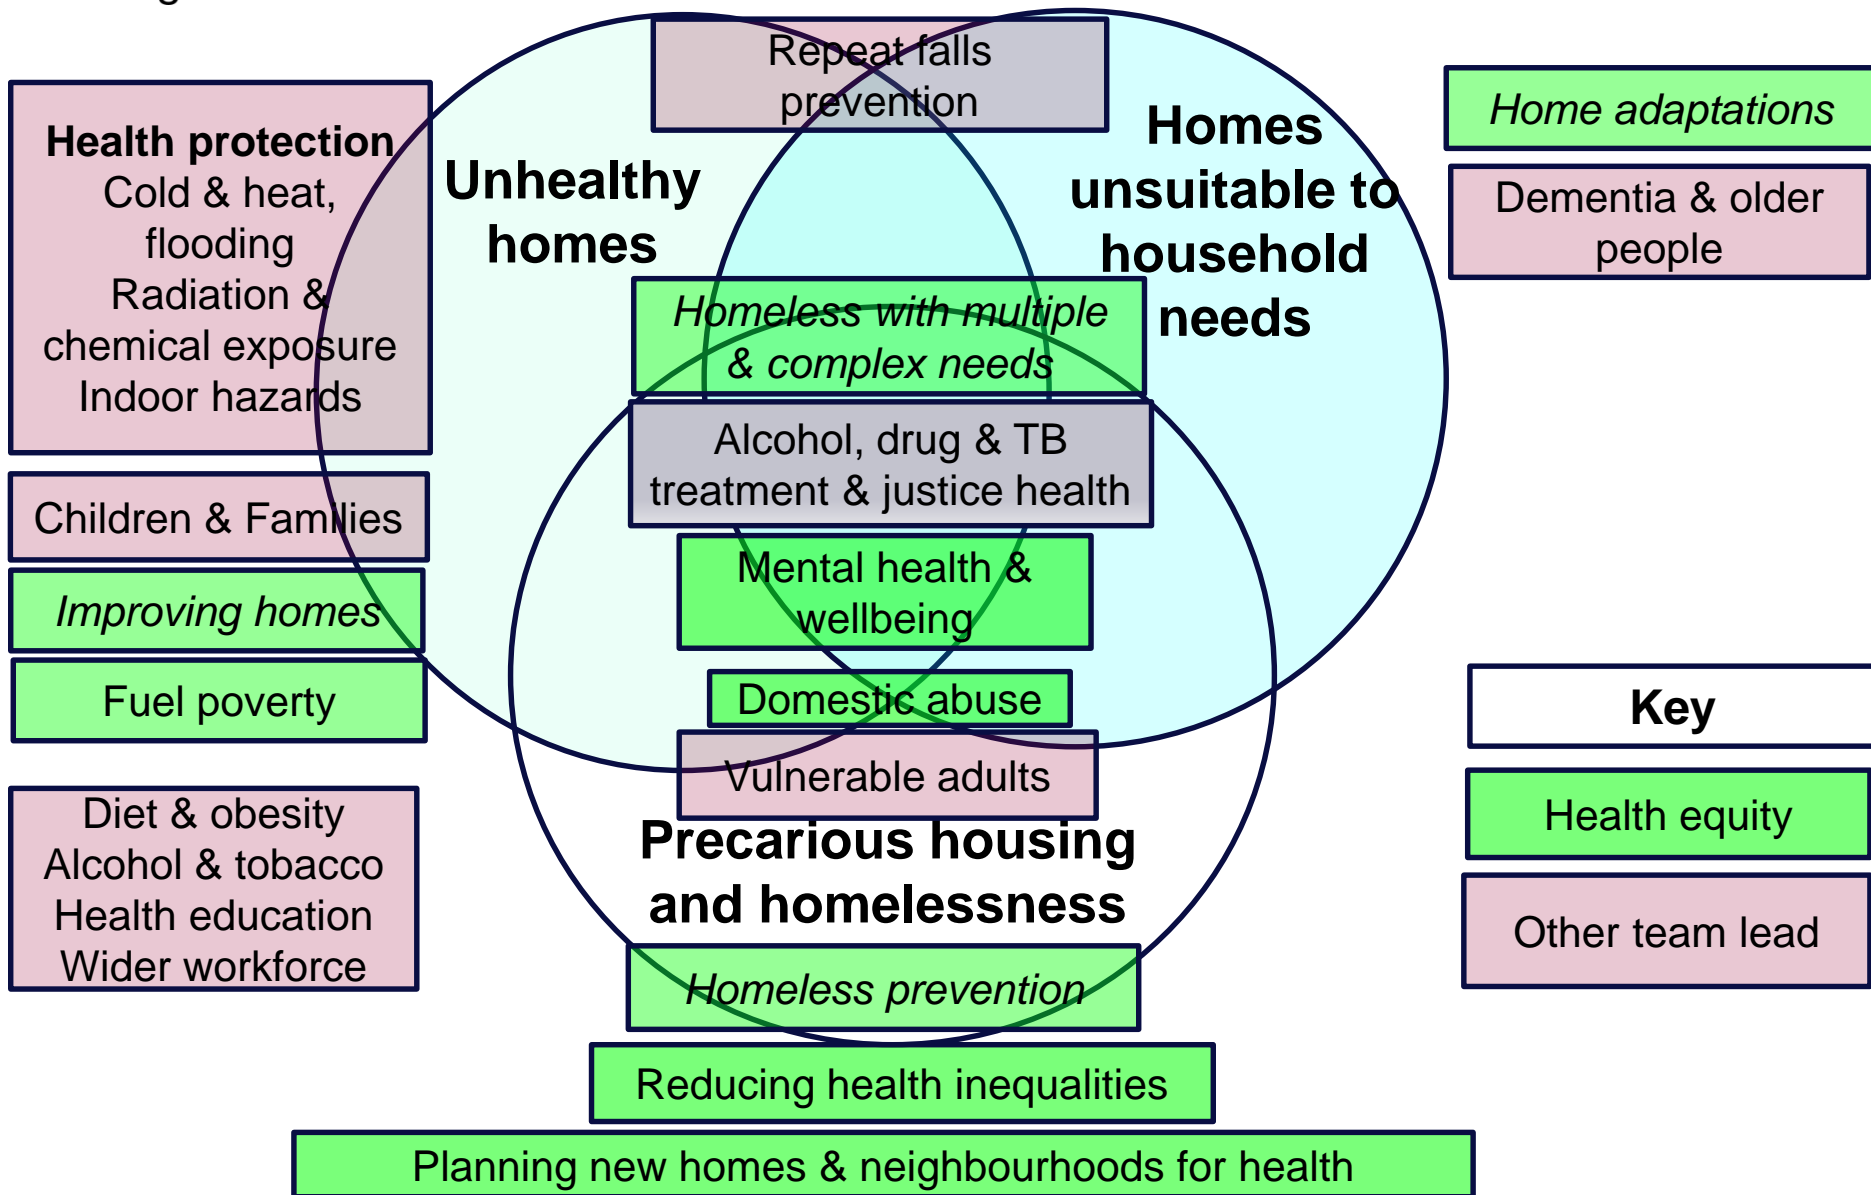 Repeat falls
prevention
Health protection
Cold & heat,
flooding
Radiation &
chemical exposure
Indoor hazards
Unhealthy
homes
Homes
unsuitable to
household
needs
Home adaptations
Dementia & older
people
Homeless with multiple
& complex needs
Alcohol, drug & TB
treatment & justice health
Children & Families
Mental health &
wellbeing
Improving homes
Fuel poverty
Domestic abuse
Vulnerable adults
Key
Health equity
Other team lead
Diet & obesity
Alcohol & tobacco
Health education
Wider workforce
Precarious housing
and homelessness
Homeless prevention
Reducing health inequalities
Planning new homes & neighbourhoods for health